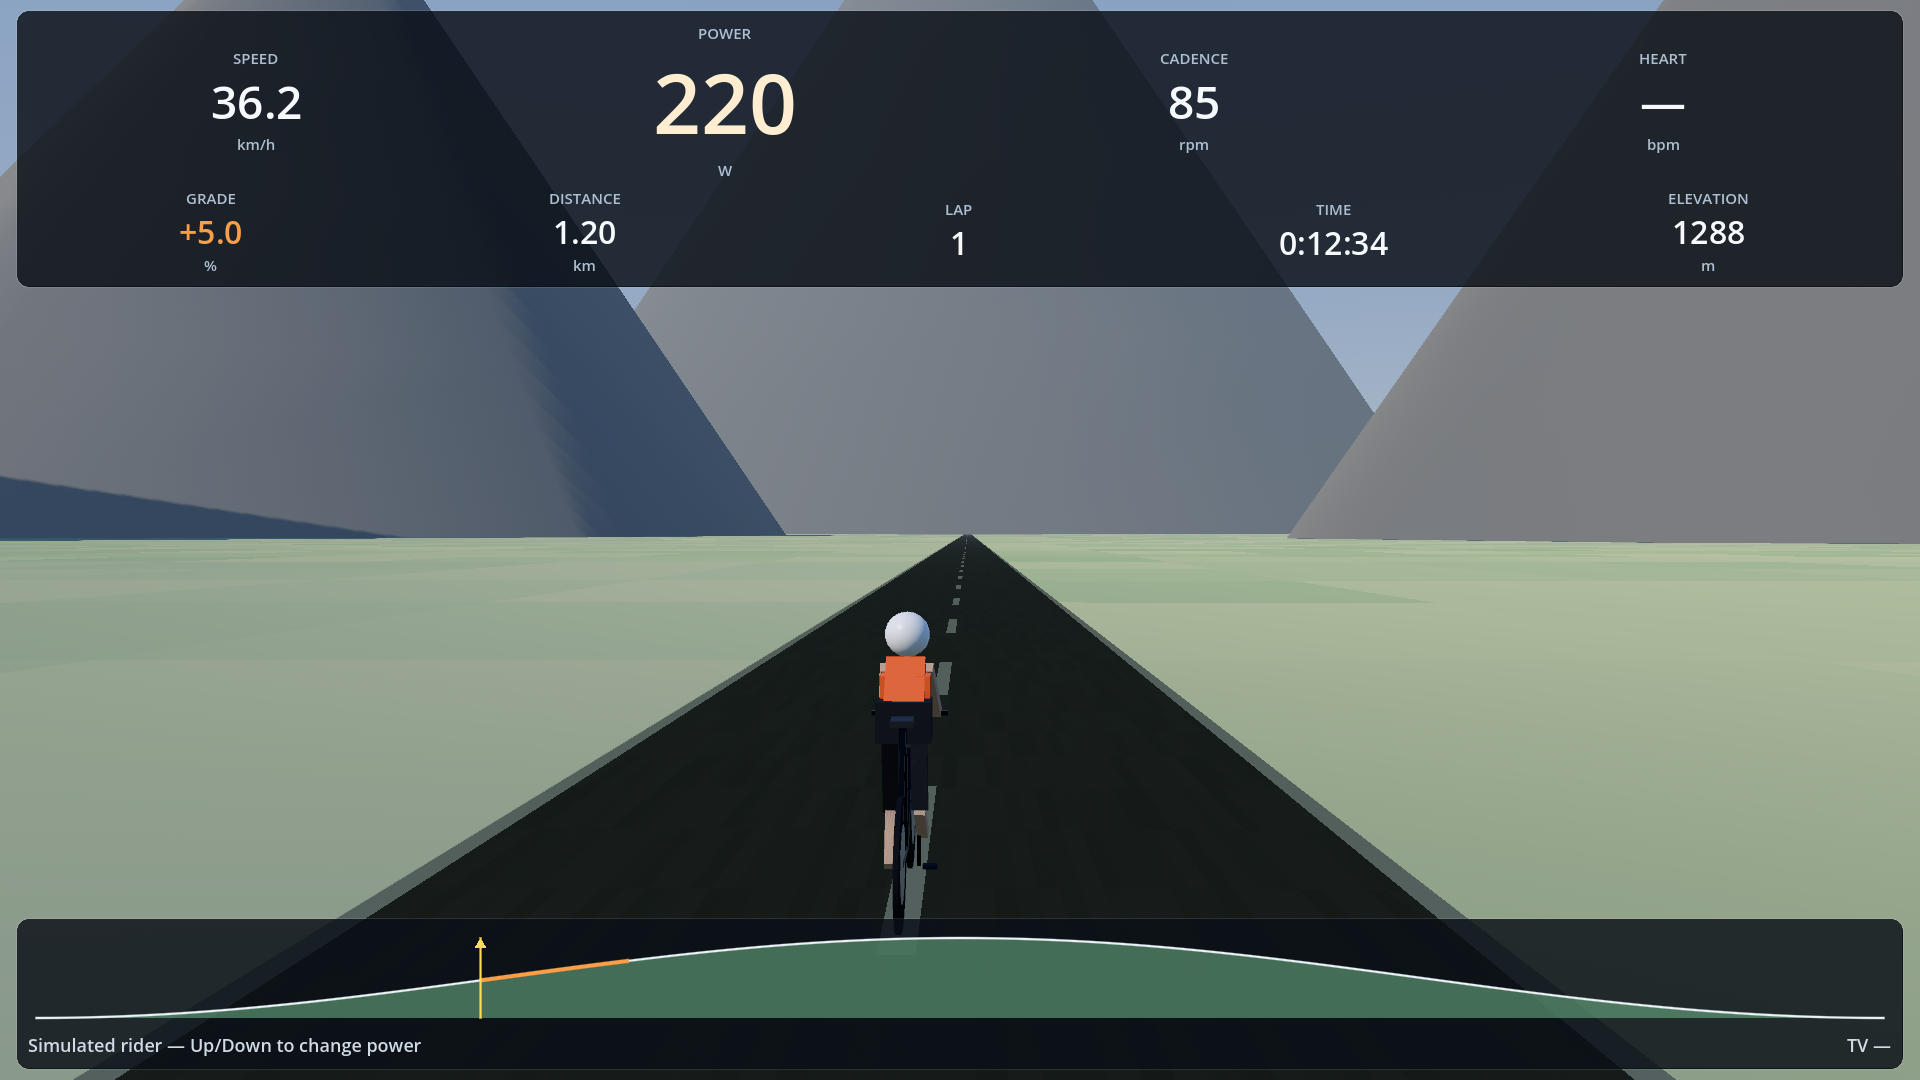 SPEED
36.2
km/h
POWER
220
W
CADENCE
85
rpm
HEART
—
bpm
GRADE
+5.0
%
DISTANCE
1.20
km
LAP
1
TIME
0:12:34
ELEVATION
1288
m
Simulated rider — Up/Down to change power
TV —